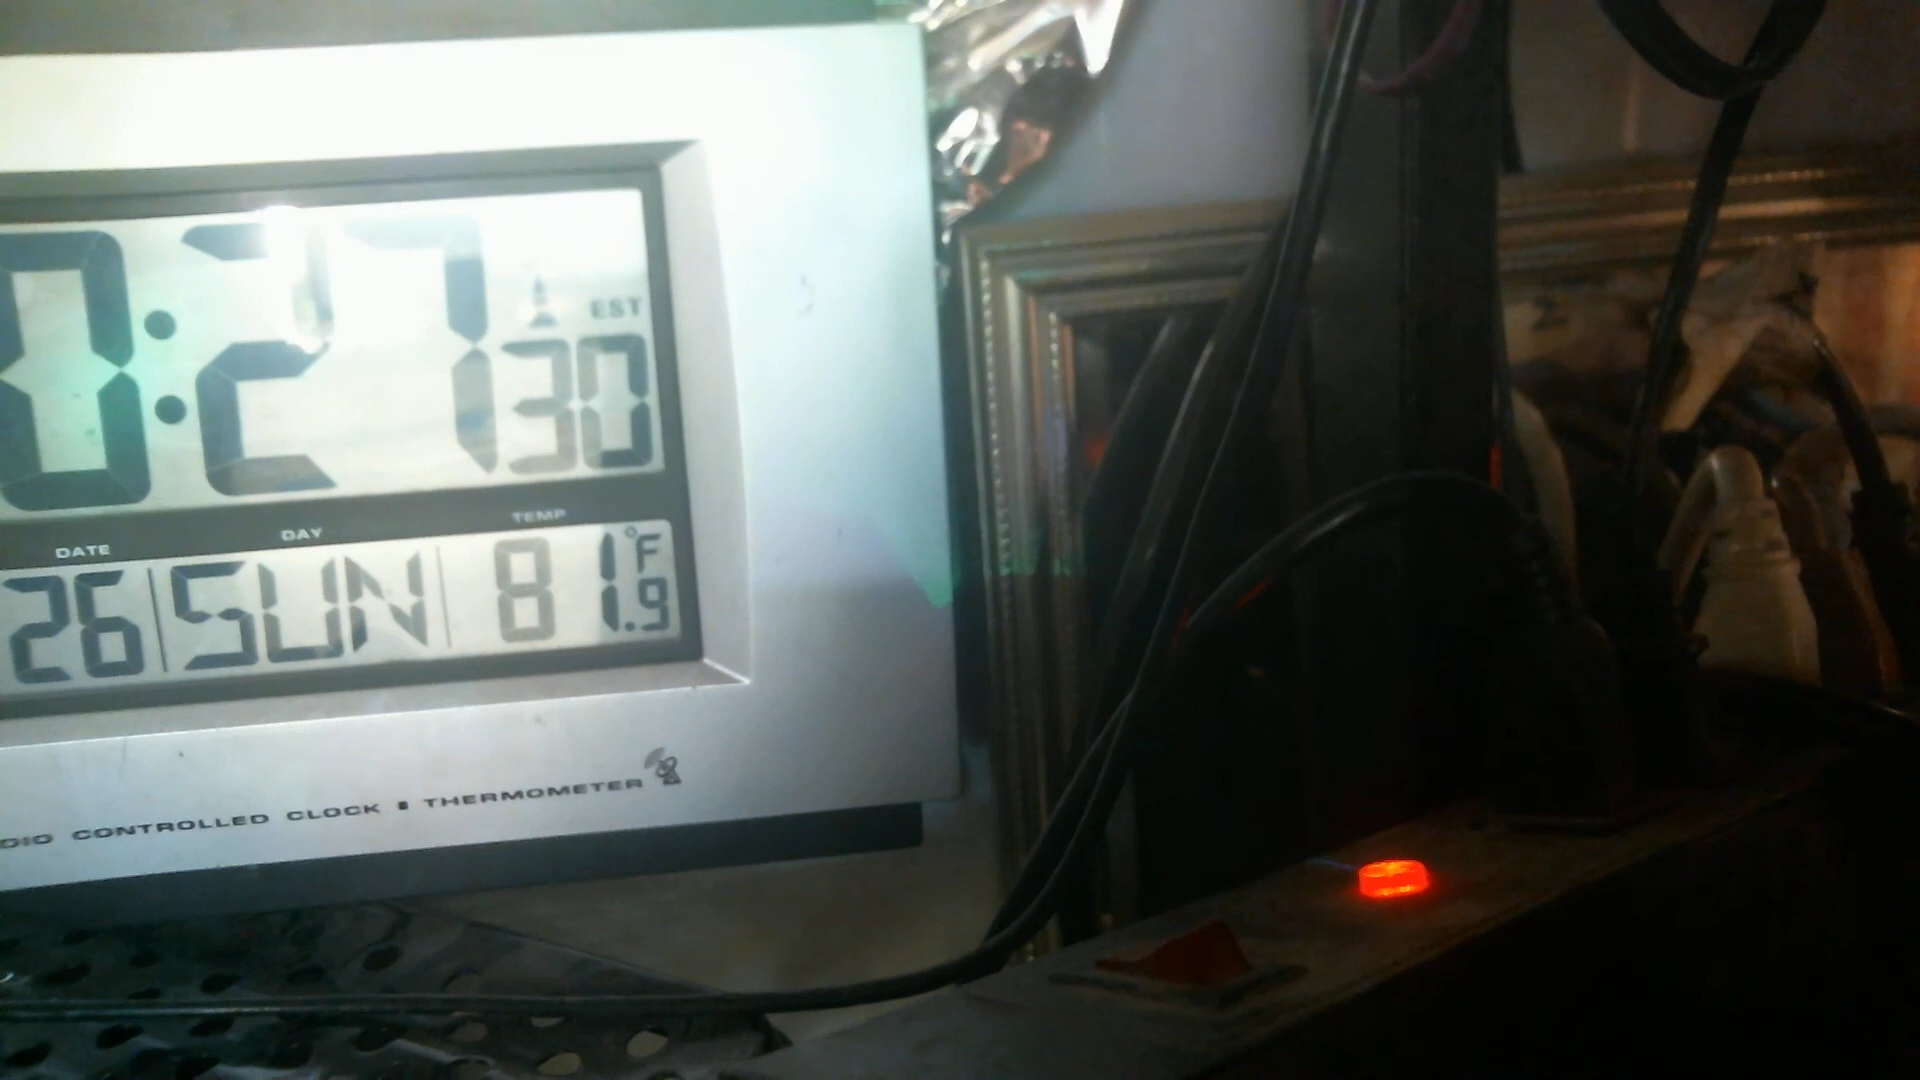 0:27 30 EST
DATE DAY TEMP
26 SUN 81.9 °F
CONTROLLED CLOCK THERMOMETER